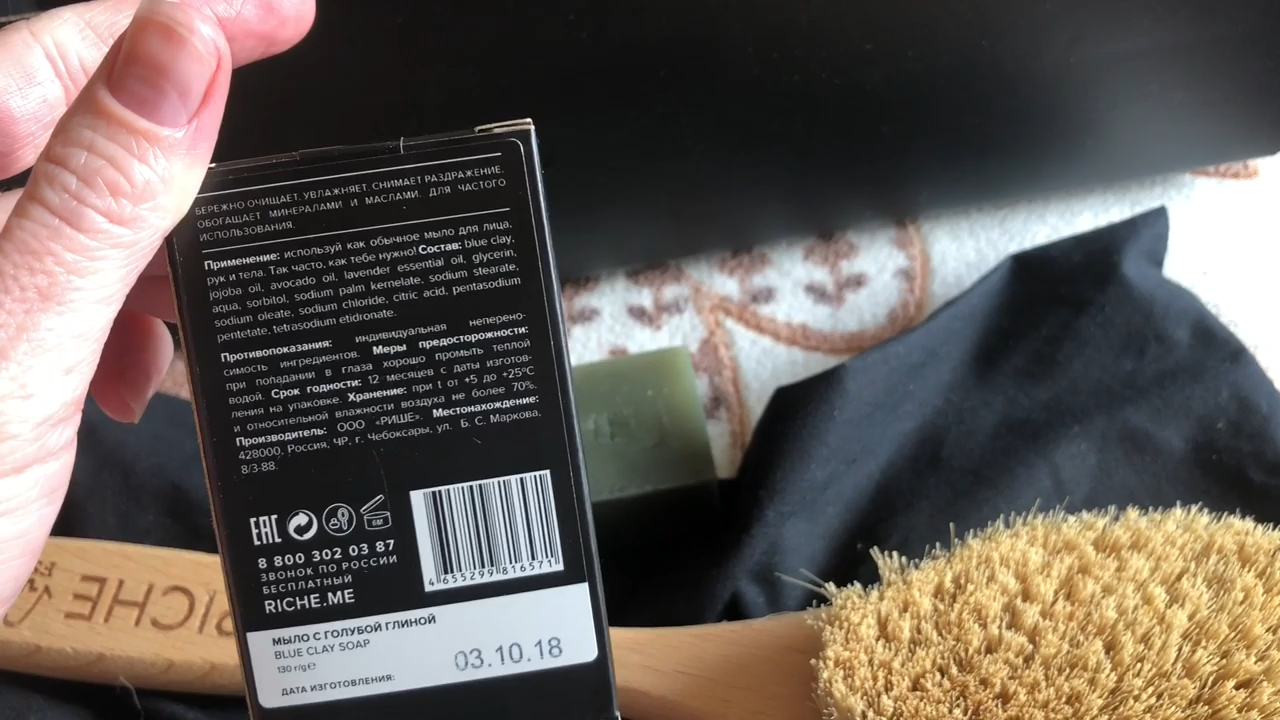 БЕРЕЖНО ОЧИЩАЕТ. УВЛАЖНЯЕТ. СНИМАЕТ РАЗДРАЖЕНИЕ.
ОБОГАЩАЕТ МИНЕРАЛАМИ И МАСЛАМИ. ДЛЯ ЧАСТОГО
ИСПОЛЬЗОВАНИЯ.
Применение: используй как обычное мыло для лица,
рук и тела. Так часто, как тебе нужно! Состав: blue clay,
jojoba oil, avocado oil, lavender essential oil, glycerin,
aqua, sorbitol, sodium palm kernelate, sodium stearate,
sodium oleate, sodium chloride, citric acid, pentasodium
pentetate, tetrasodium etidronate.
Противопоказания: индивидуальная неперено-
симость ингредиентов. Меры предосторожности:
при попадании в глаза хорошо промыть теплой
водой. Срок годности: 12 месяцев с даты изготов-
ления на упаковке. Хранение: при t от +5 до +25°C
и относительной влажности воздуха не более 70%.
Производитель: ООО «РИШЕ». Местонахождение:
428000, Россия, ЧР, г. Чебоксары, ул. Б. С. Маркова,
8/3-88.
EAC
6M
8 800 302 03 87
ЗВОНОК ПО РОССИИ
БЕСПЛАТНЫЙ
RICHE.ME
4 655299 816571
МЫЛО С ГОЛУБОЙ ГЛИНОЙ
BLUE CLAY SOAP
130 г/g℮
ДАТА ИЗГОТОВЛЕНИЯ:
03.10.18
RICHE